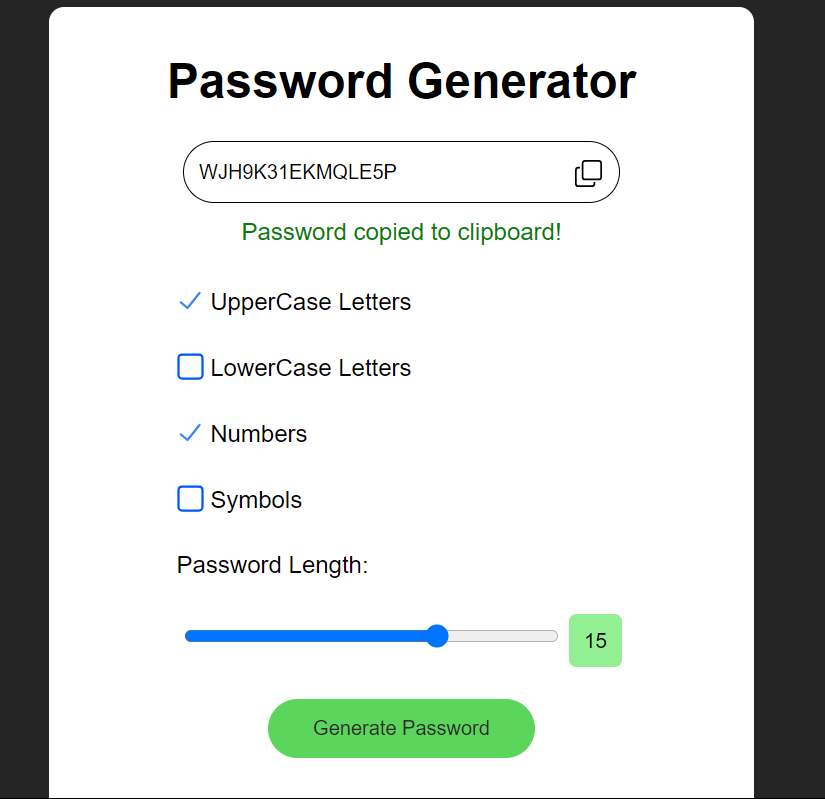 Password Generator
WJH9K31EKMQLE5P
Password copied to clipboard!
UpperCase Letters
LowerCase Letters
Numbers
Symbols
Password Length:
15
Generate Password